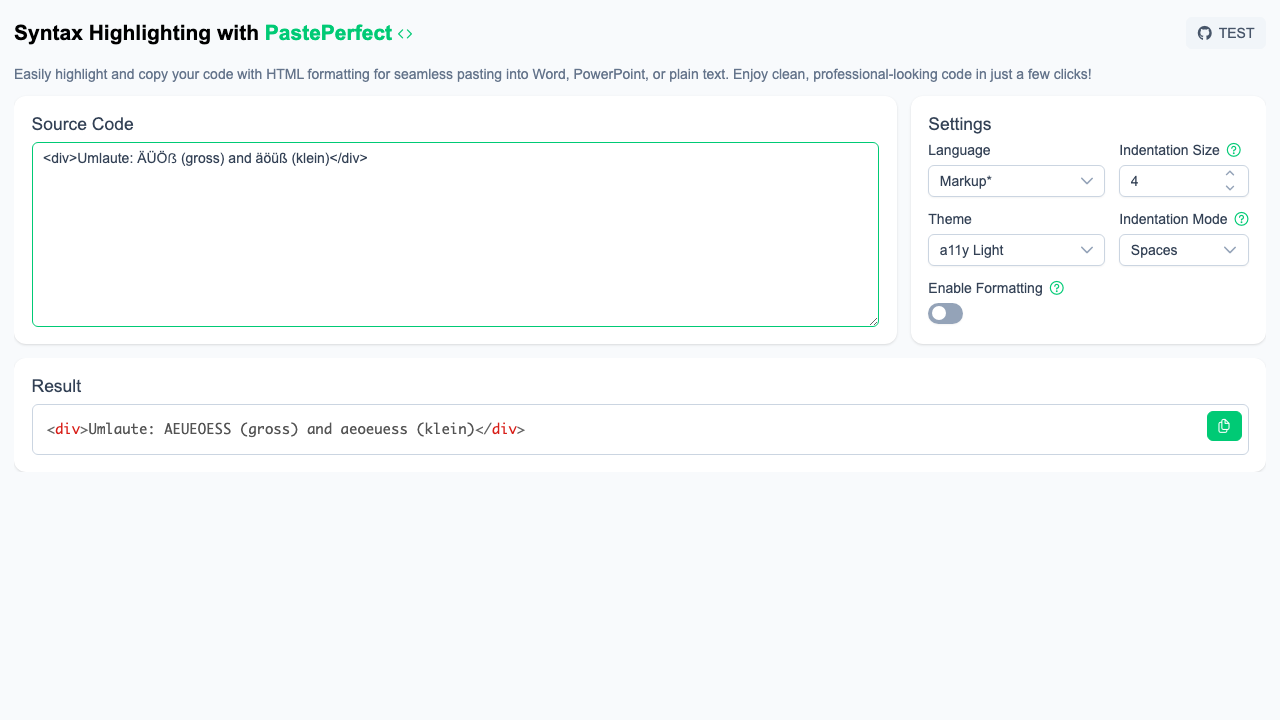 Syntax Highlighting with PastePerfect
TEST
Easily highlight and copy your code with HTML formatting for seamless pasting into Word, PowerPoint, or plain text. Enjoy clean, professional-looking code in just a few clicks!
Source Code
<div>Umlaute: ÄÜÖß (gross) and äöüß (klein)</div>
Settings
Language
Indentation Size
Markup*
4
Theme
Indentation Mode
a11y Light
Spaces
Enable Formatting
Result
<div>Umlaute: AEUEOESS (gross) and aeoeuess (klein)</div>